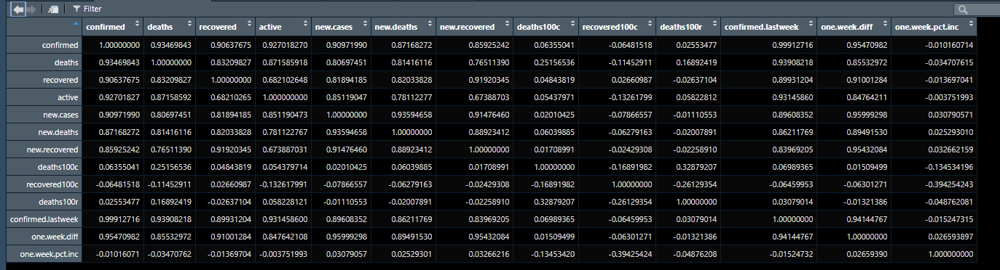 Filter
confirmed deaths recovered active new.cases new.deaths new.recovered deaths100c recovered100c deaths100r confirmed.lastweek one.week.diff one.week.pct.inc
confirmed 1.00000000 0.93469843 0.90637675 0.927018270 0.90971990 0.87168272 0.85925242 0.06355041 -0.06481518 0.02553477 0.99912716 0.95470982 -0.010160714
deaths 0.93469843 1.00000000 0.83209827 0.871585918 0.80697451 0.81416116 0.76511390 0.25156536 -0.11452911 0.16892419 0.93908218 0.85532972 -0.034707615
recovered 0.90637675 0.83209827 1.00000000 0.682102648 0.81894185 0.82033828 0.91920345 0.04843819 0.02660987 -0.02637104 0.89931204 0.91001284 -0.013697041
active 0.92701827 0.87158592 0.68210265 1.000000000 0.85119047 0.78112277 0.67388703 0.05437971 -0.13261799 0.05822812 0.93145860 0.84764211 -0.003751993
new.cases 0.90971990 0.80697451 0.81894185 0.851190473 1.00000000 0.93594658 0.91476460 0.02010425 -0.07866557 -0.01110553 0.89608352 0.95999298 0.030790571
new.deaths 0.87168272 0.81416116 0.82033828 0.781122767 0.93594658 1.00000000 0.88923412 0.06039885 -0.06279163 -0.02007891 0.86211769 0.89491530 0.025293010
new.recovered 0.85925242 0.76511390 0.91920345 0.673887031 0.91476460 0.88923412 1.00000000 0.01708991 -0.02429308 -0.02258910 0.83969205 0.95432084 0.032662159
deaths100c 0.06355041 0.25156536 0.04843819 0.054379714 0.02010425 0.06039885 0.01708991 1.00000000 -0.16891982 0.32879207 0.06989365 0.01509499 -0.134534196
recovered100c -0.06481518 -0.11452911 0.02660987 -0.132617991 -0.07866557 -0.06279163 -0.02429308 -0.16891982 1.00000000 -0.26129354 -0.06459953 -0.06301271 -0.394254243
deaths100r 0.02553477 0.16892419 -0.02637104 0.058228121 -0.01110553 -0.02007891 -0.02258910 0.32879207 -0.26129354 1.00000000 0.03079014 -0.01321386 -0.048762081
confirmed.lastweek 0.99912716 0.93908218 0.89931204 0.931458600 0.89608352 0.86211769 0.83969205 0.06989365 -0.06459953 0.03079014 1.00000000 0.94144767 -0.015247315
one.week.diff 0.95470982 0.85532972 0.91001284 0.847642108 0.95999298 0.89491530 0.95432084 0.01509499 -0.06301271 -0.01321386 0.94144767 1.00000000 0.026593897
one.week.pct.inc -0.01016071 -0.03470762 -0.01369704 -0.003751993 0.03079057 0.02529301 0.03266216 -0.13453420 -0.39425424 -0.04876208 -0.01524732 0.02659390 1.000000000